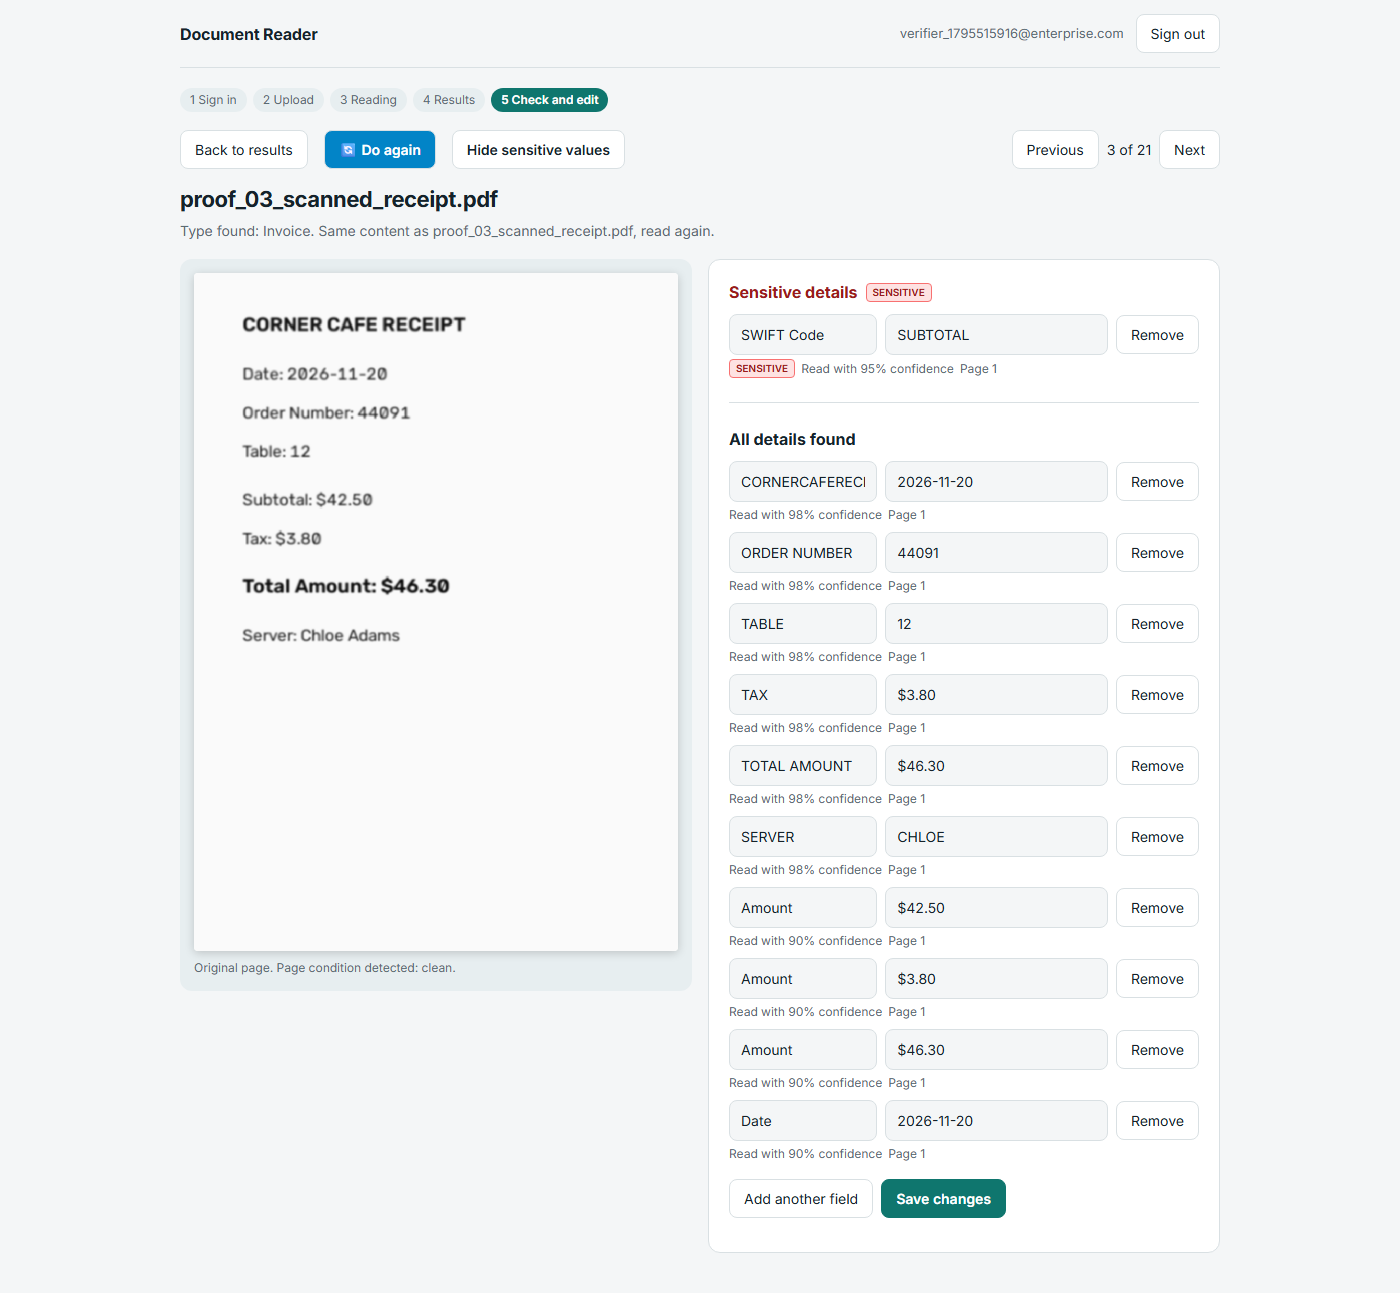 Document Reader
verifier_1795515916@enterprise.com
Sign out
1 Sign in
2 Upload
3 Reading
4 Results
5 Check and edit
Back to results
Do again
Hide sensitive values
Previous
3 of 21
Next
proof_03_scanned_receipt.pdf
Type found: Invoice. Same content as proof_03_scanned_receipt.pdf, read again.
CORNER CAFE RECEIPT
Date: 2026-11-20
Order Number: 44091
Table: 12
Subtotal: $42.50
Tax: $3.80
Total Amount: $46.30
Server: Chloe Adams
Original page. Page condition detected: clean.
Sensitive details SENSITIVE
SWIFT Code SUBTOTAL Remove
SENSITIVE Read with 95% confidence Page 1
All details found
CORNERCAFERECI 2026-11-20 Remove
Read with 98% confidence Page 1
ORDER NUMBER 44091 Remove
Read with 98% confidence Page 1
TABLE 12 Remove
Read with 98% confidence Page 1
TAX $3.80 Remove
Read with 98% confidence Page 1
TOTAL AMOUNT $46.30 Remove
Read with 98% confidence Page 1
SERVER CHLOE Remove
Read with 98% confidence Page 1
Amount $42.50 Remove
Read with 90% confidence Page 1
Amount $3.80 Remove
Read with 90% confidence Page 1
Amount $46.30 Remove
Read with 90% confidence Page 1
Date 2026-11-20 Remove
Read with 90% confidence Page 1
Add another field
Save changes